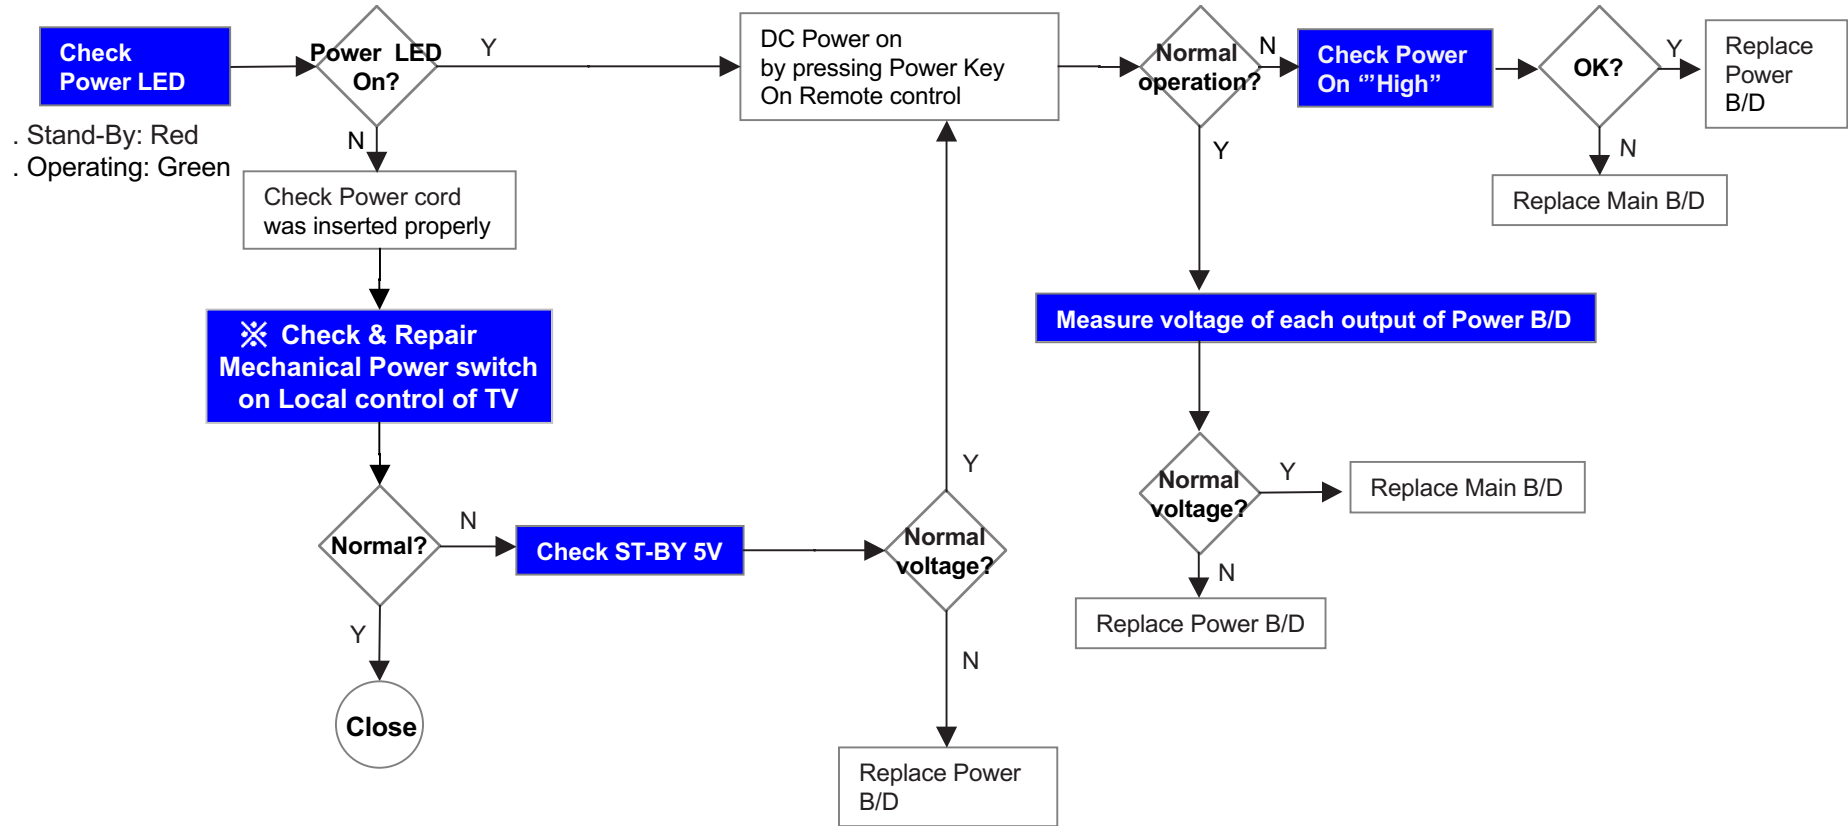 Check
Power LED
. Stand-By: Red
. Operating: Green
Power LED
On?
Y
N
Check Power cord
was inserted properly
※ Check & Repair
Mechanical Power switch
on Local control of TV
Normal?
N
Y
Close
Check ST-BY 5V
Normal
voltage?
Y
N
Replace Power
B/D
DC Power on
by pressing Power Key
On Remote control
Normal
operation?
N
Y
Check Power
On ‘”High”
OK?
Y
N
Replace
Power
B/D
Replace Main B/D
Measure voltage of each output of Power B/D
Normal
voltage?
Y
N
Replace Main B/D
Replace Power B/D